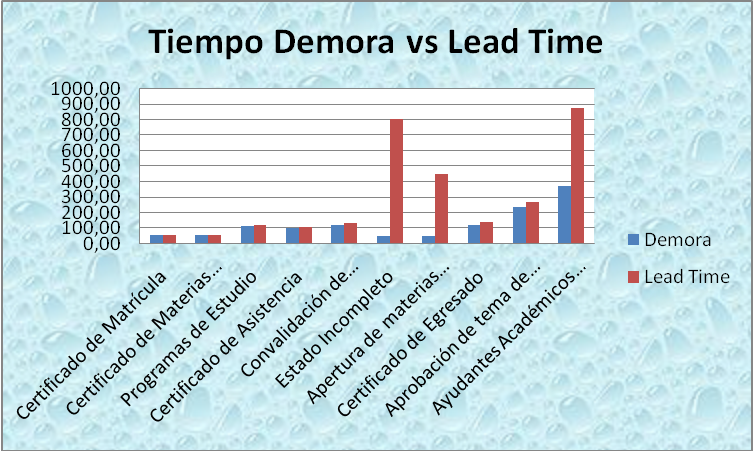 Tiempo Demora vs Lead Time
1000,00
900,00
800,00
700,00
600,00
500,00
400,00
300,00
200,00
100,00
0,00
Demora
Lead Time
Certificado de Matrícula
Certificado de Materias...
Programas de Estudio
Certificado de Asistencia
Convalidación de...
Estado Incompleto
Apertura de materias...
Certificado de Egresado
Aprobación de tema de...
Ayudantes Académicos...